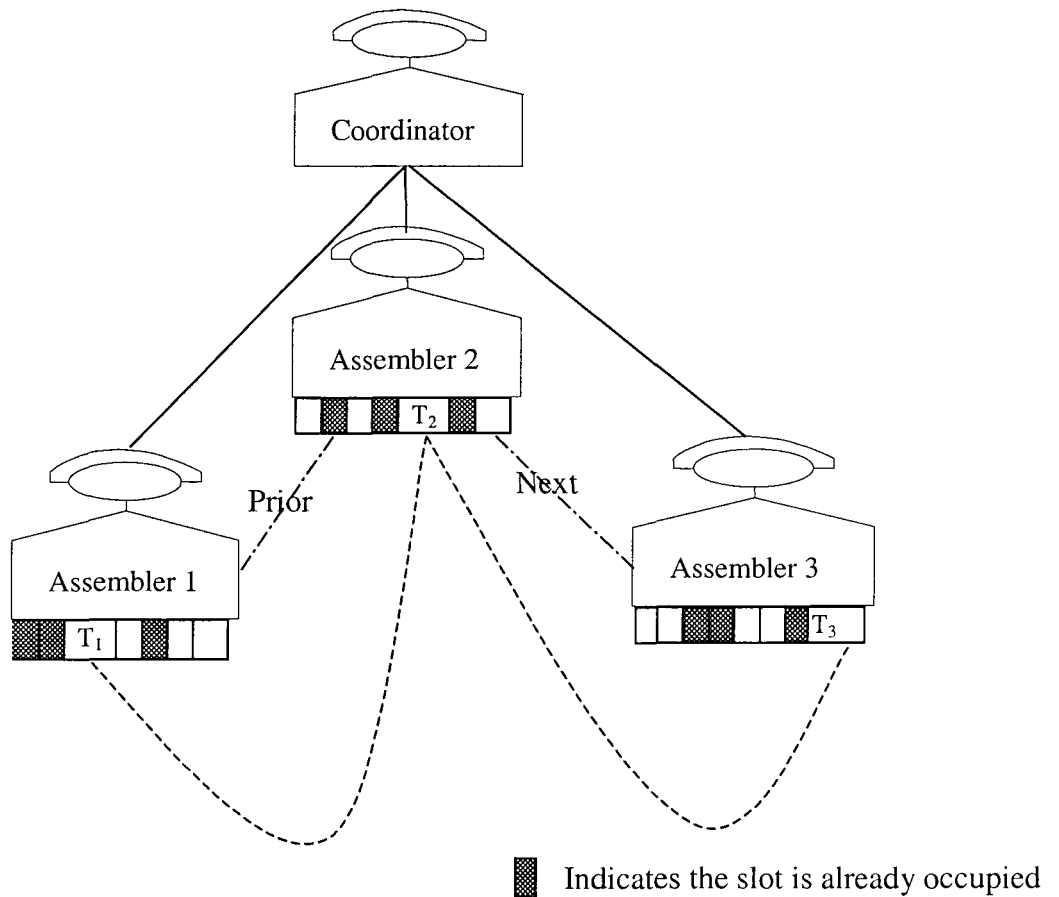 Coordinator
Assembler 2
T₂
Prior
Next
Assembler 1
Assembler 3
T₁
T₃
Indicates the slot is already occupied